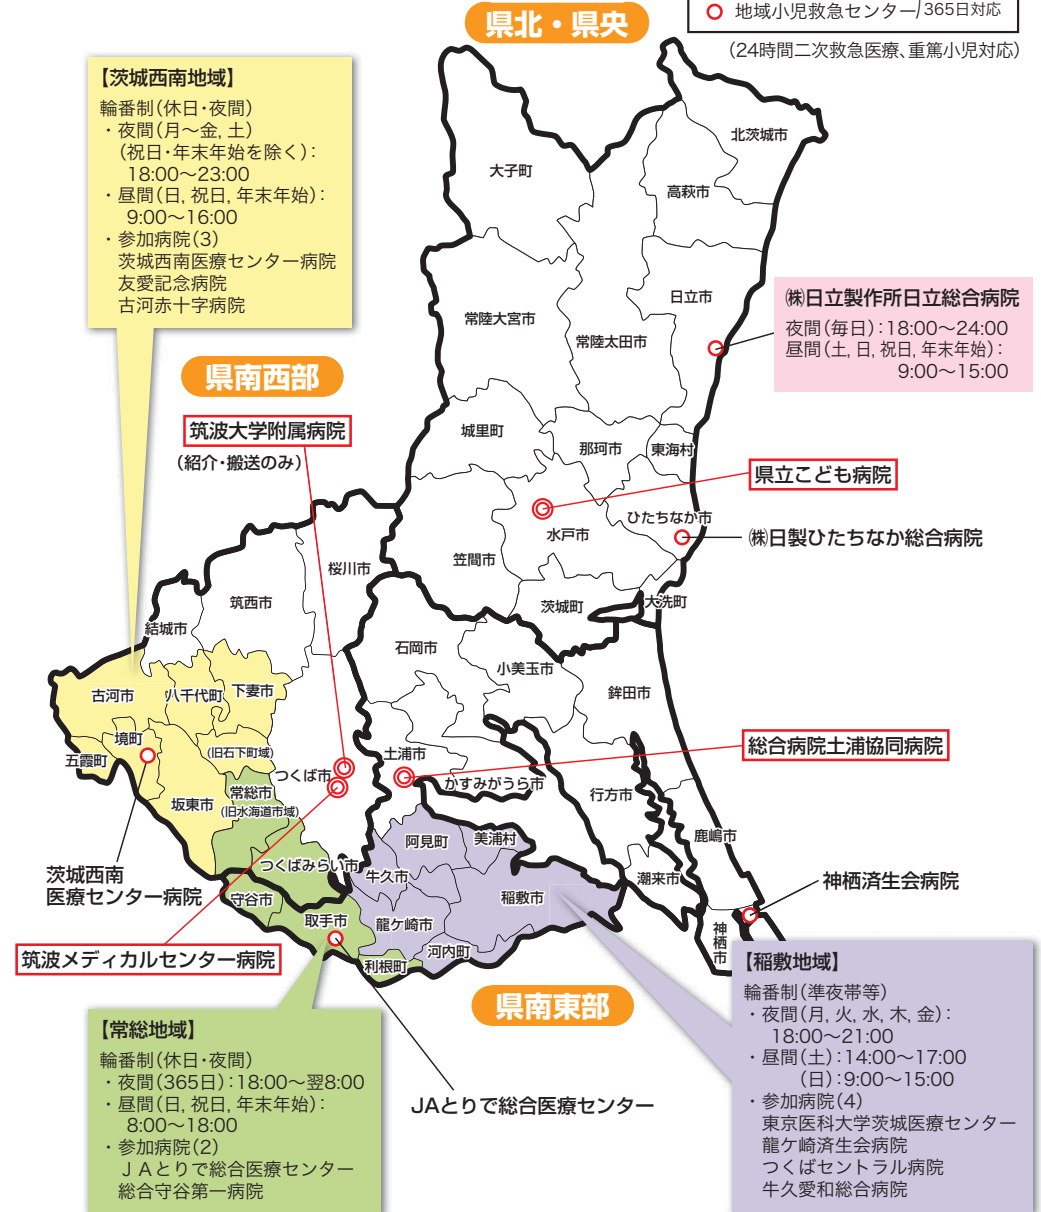 県北・県央
地域小児救急センター/365日対応
(24時間二次救急医療、重篤小児対応)
【茨城西南地域】
輪番制(休日・夜間)
・夜間(月〜金, 土)
(祝日・年末年始を除く):
18:00〜23:00
・昼間(日, 祝日, 年末年始):
9:00〜16:00
・参加病院(3)
茨城西南医療センター病院
友愛記念病院
古河赤十字病院
北茨城市
大子町
高萩市
日立市
常陸大宮市
常陸太田市
㈱日立製作所日立総合病院
夜間(毎日):18:00〜24:00
昼間(土, 日, 祝日, 年末年始):
9:00〜15:00
県南西部
筑波大学附属病院
(紹介・搬送のみ)
城里町
那珂市
東海村
県立こども病院
ひたちなか市
水戸市
㈱日製ひたちなか総合病院
笠間市
桜川市
筑西市
茨城町
大洗町
結城市
石岡市
小美玉市
鉾田市
古河市
八千代町
下妻市
境町
五霞町
(旧石下町域)
つくば市
土浦市
総合病院土浦協同病院
かすみがうら市
常総市
(旧水海道市域)
坂東市
行方市
鹿嶋市
阿見町
美浦村
つくばみらい市
牛久市
潮来市
茨城西南
医療センター病院
守谷市
稲敷市
神栖済生会病院
取手市
龍ケ崎市
神栖市
河内町
利根町
筑波メディカルセンター病院
県南東部
【稲敷地域】
輪番制(準夜帯等)
・夜間(月, 火, 水, 木, 金):
18:00〜21:00
・昼間(土):14:00〜17:00
(日):9:00〜15:00
・参加病院(4)
東京医科大学茨城医療センター
龍ケ崎済生会病院
つくばセントラル病院
牛久愛和総合病院
【常総地域】
輪番制(休日・夜間)
・夜間(365日):18:00〜翌8:00
・昼間(日, 祝日, 年末年始):
8:00〜18:00
・参加病院(2)
ＪＡとりで総合医療センター
総合守谷第一病院
JAとりで総合医療センター